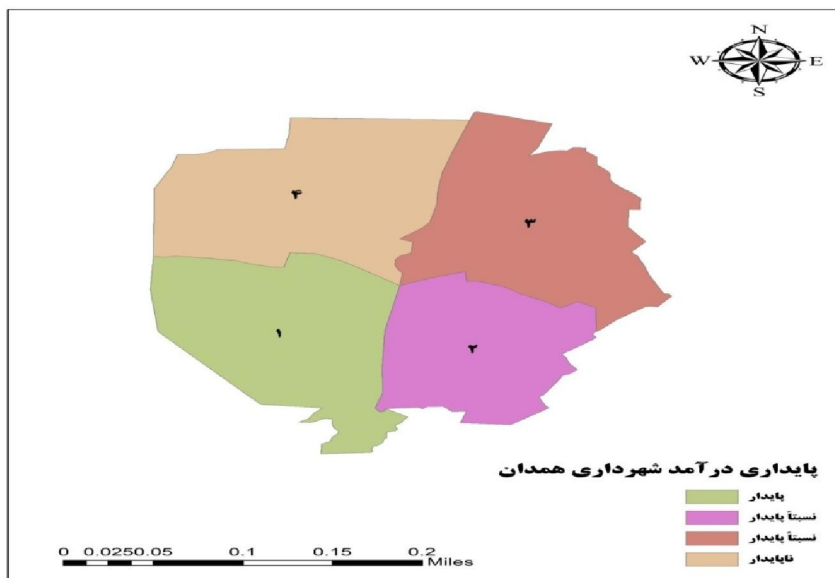 N
W E
S
۴
۳
۱
۲
پایداری درآمد شهرداری همدان
پایدار
نسبتاً پایدار
نسبتاً پایدار
ناپایدار
0 0.0250.05 0.1 0.15 0.2
Miles